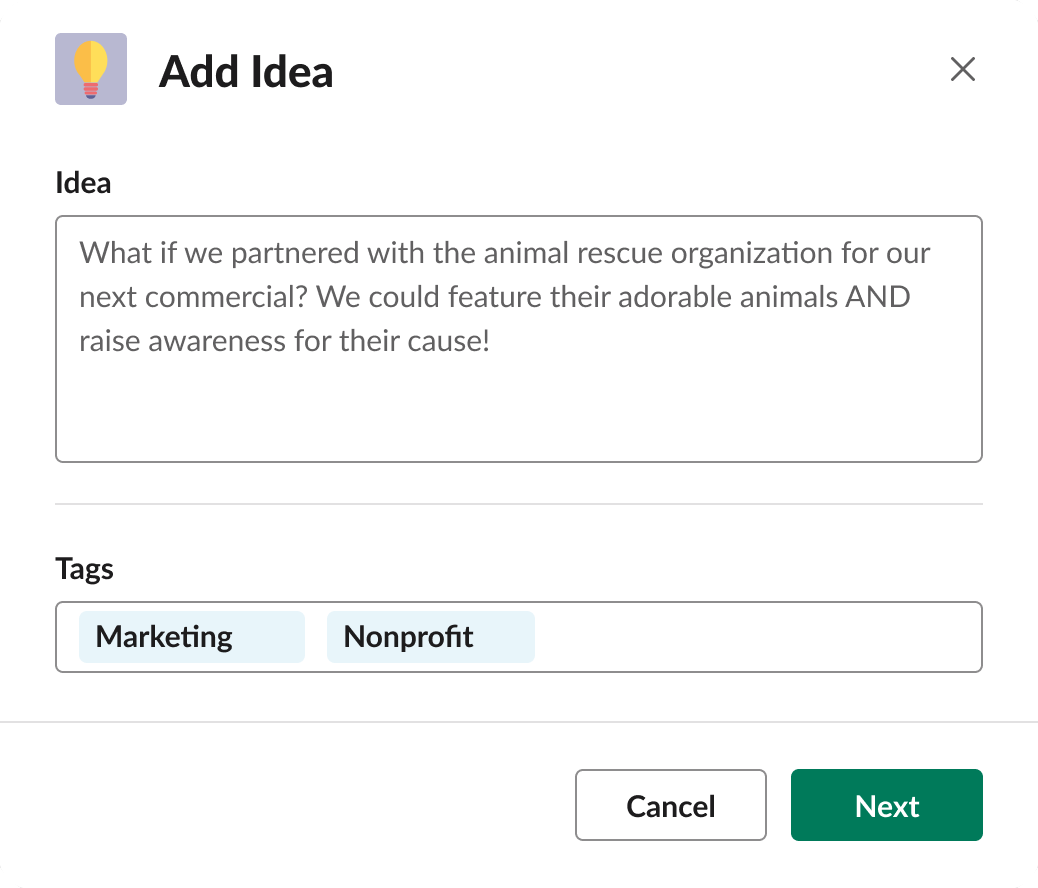 Add Idea
Idea
What if we partnered with the animal rescue organization for our
next commercial? We could feature their adorable animals AND
raise awareness for their cause!
Tags
Marketing Nonprofit
Cancel Next